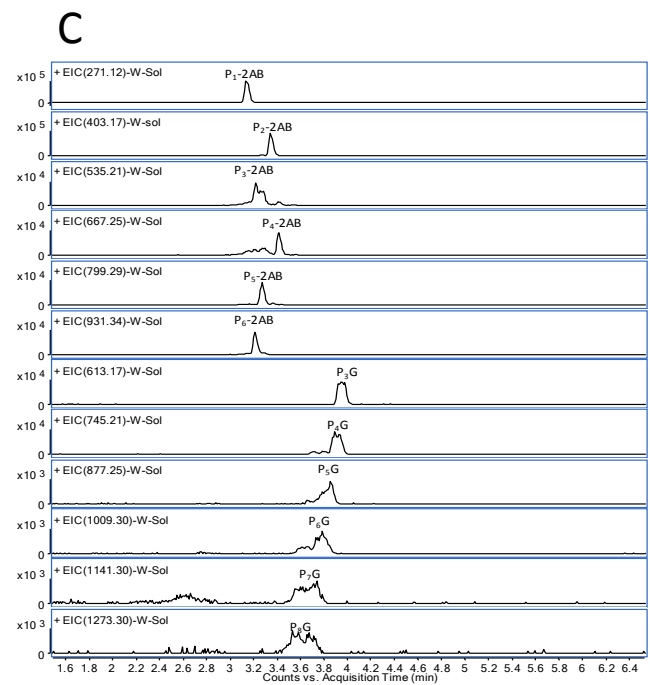 C
x10 5
+ EIC(271.12)-W-Sol
P₁-2AB
0
x10 5
+ EIC(403.17)-W-sol
P₂-2AB
0
x10 4
+ EIC(535.21)-W-Sol
P₃-2AB
0
x10 4
+ EIC(667.25)-W-Sol
P₄-2AB
0
x10 4
+ EIC(799.29)-W-Sol
P₅-2AB
0
x10 4
+ EIC(931.34)-W-Sol
P₆-2AB
0
x10 4
+ EIC(613.17)-W-Sol
P₃G
0
x10 4
+ EIC(745.21)-W-Sol
P₄G
0
x10 3
+ EIC(877.25)-W-Sol
P₅G
0
x10 3
+ EIC(1009.30)-W-Sol
P₆G
0
x10 3
+ EIC(1141.30)-W-Sol
P₇G
0
x10 3
+ EIC(1273.30)-W-Sol
P₈G
0
1.6 1.8 2 2.2 2.4 2.6 2.8 3 3.2 3.4 3.6 3.8 4 4.2 4.4 4.6 4.8 5 5.2 5.4 5.6 5.8 6 6.2 6.4
Counts vs. Acquisition Time (min)